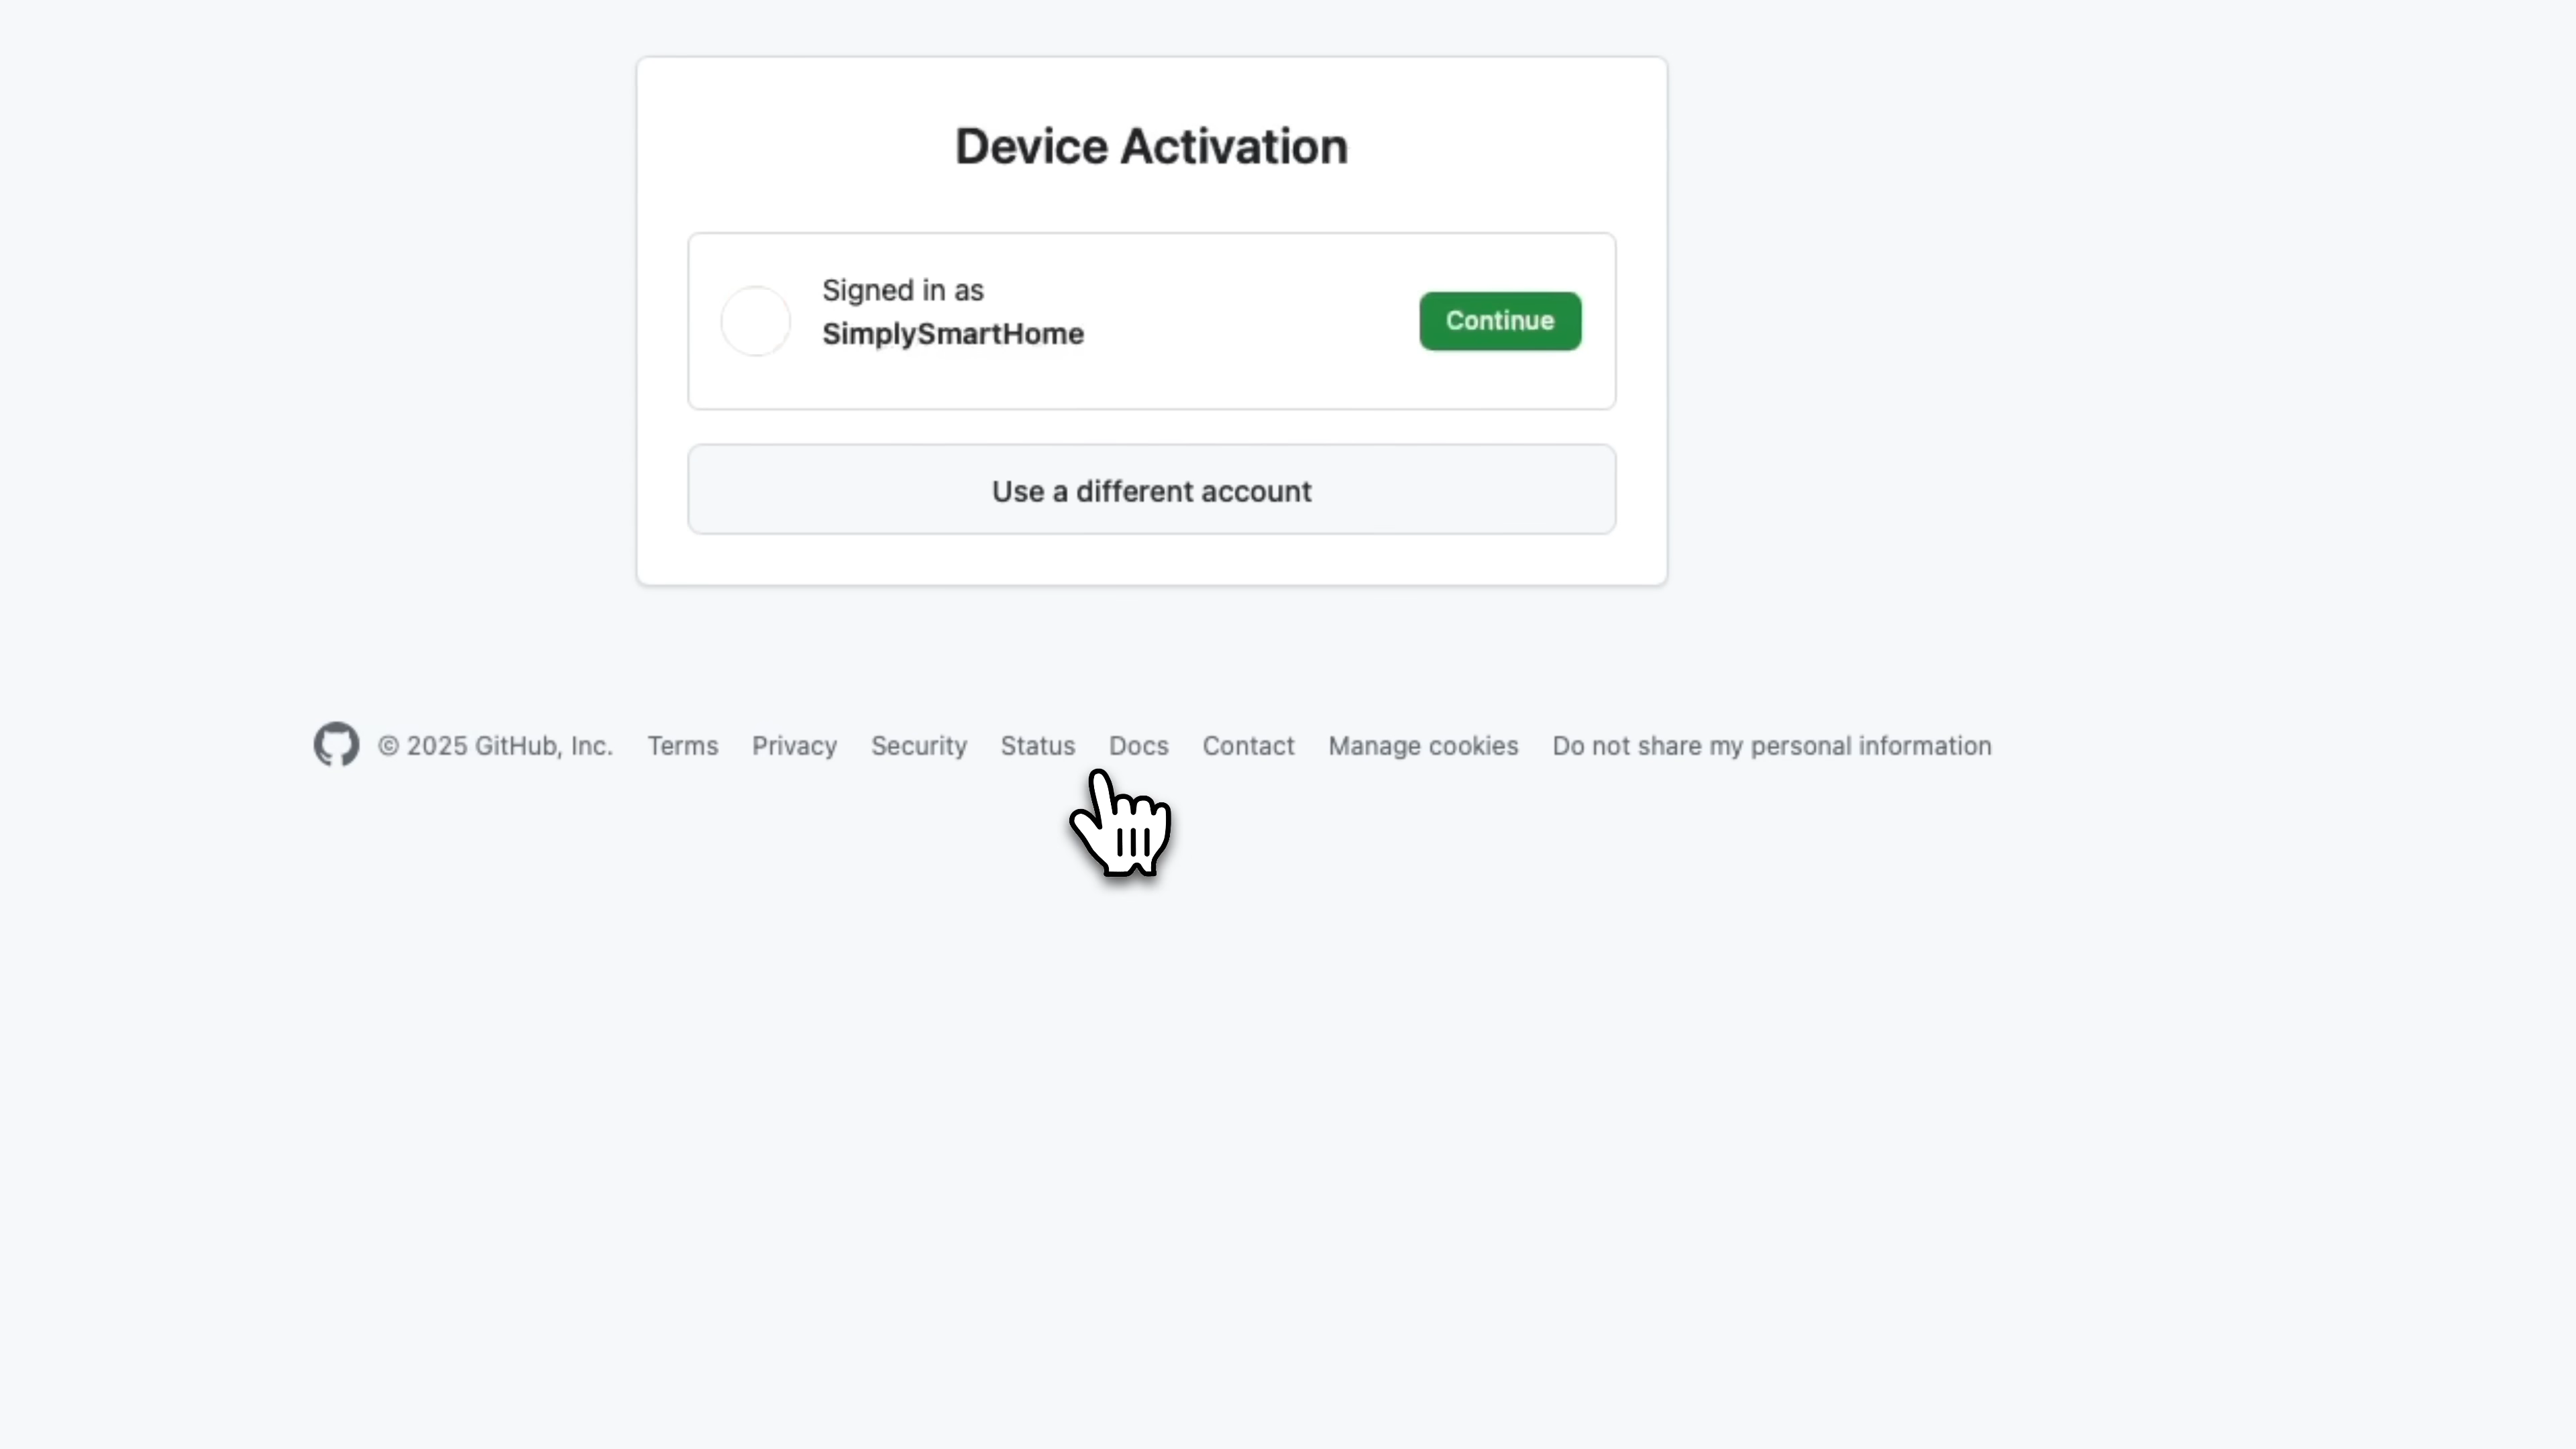 Device Activation
Signed in as
SimplySmartHome
Continue
Use a different account
© 2025 GitHub, Inc. Terms Privacy Security Status Docs Contact Manage cookies Do not share my personal information